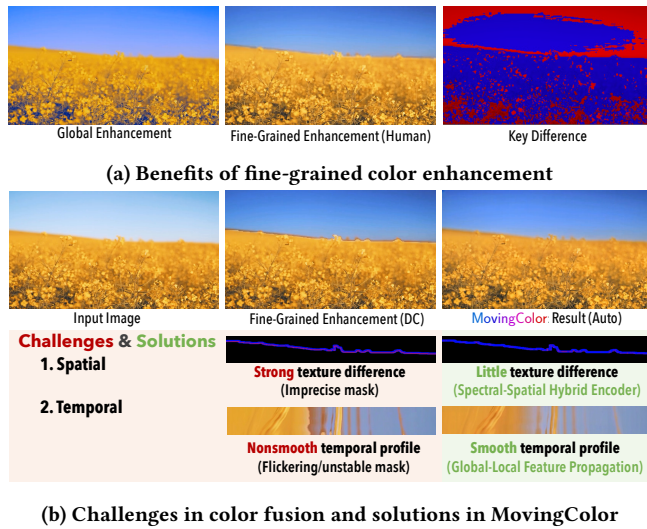 Global Enhancement
Fine-Grained Enhancement (Human)
Key Difference
(a) Benefits of fine-grained color enhancement
Input Image
Fine-Grained Enhancement (DC)
MovingColor: Result (Auto)
Challenges & Solutions
1. Spatial
Strong texture difference
(Imprecise mask)
Little texture difference
(Spectral-Spatial Hybrid Encoder)
2. Temporal
Nonsmooth temporal profile
(Flickering/unstable mask)
Smooth temporal profile
(Global-Local Feature Propagation)
(b) Challenges in color fusion and solutions in MovingColor